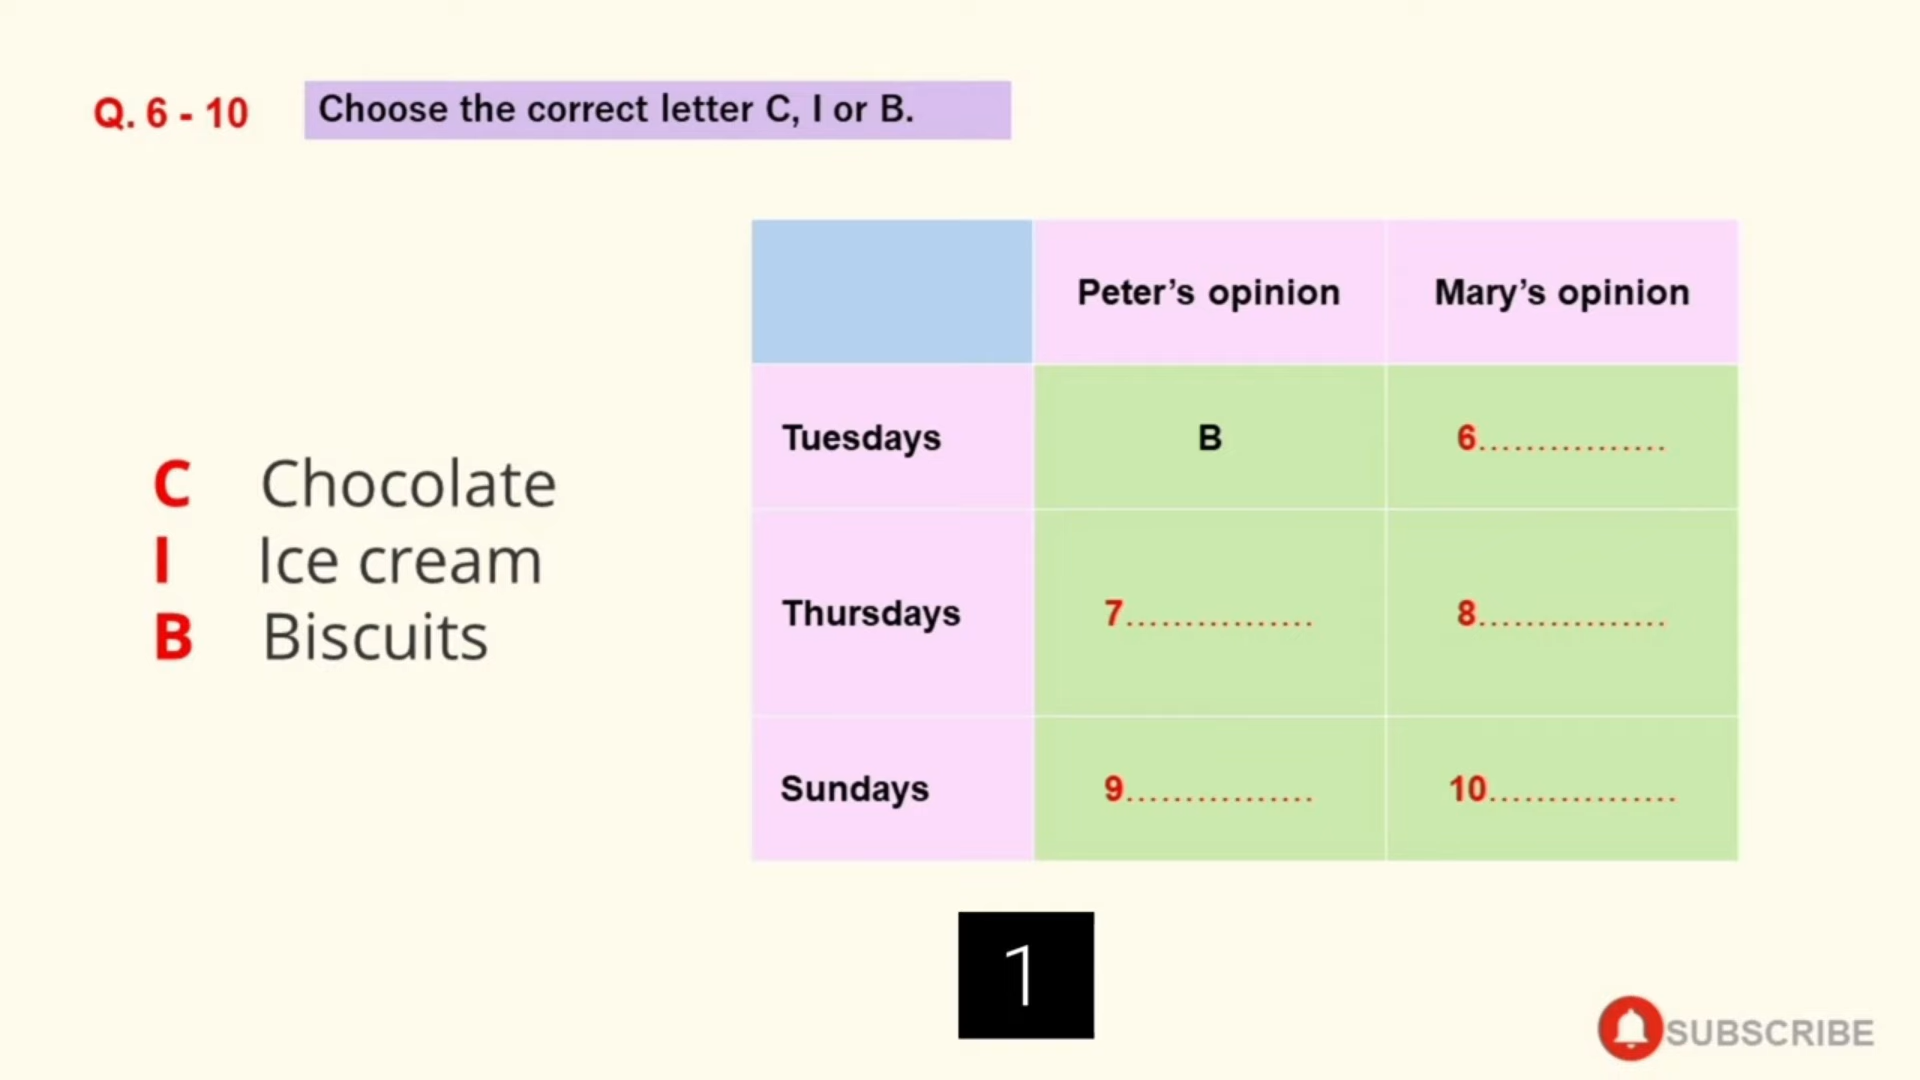 Q. 6 - 10 Choose the correct letter C, I or B.
C Chocolate
I Ice cream
B Biscuits
Peter’s opinion Mary’s opinion
Tuesdays B 6................
Thursdays 7................ 8................
Sundays 9................ 10................
1
SUBSCRIBE